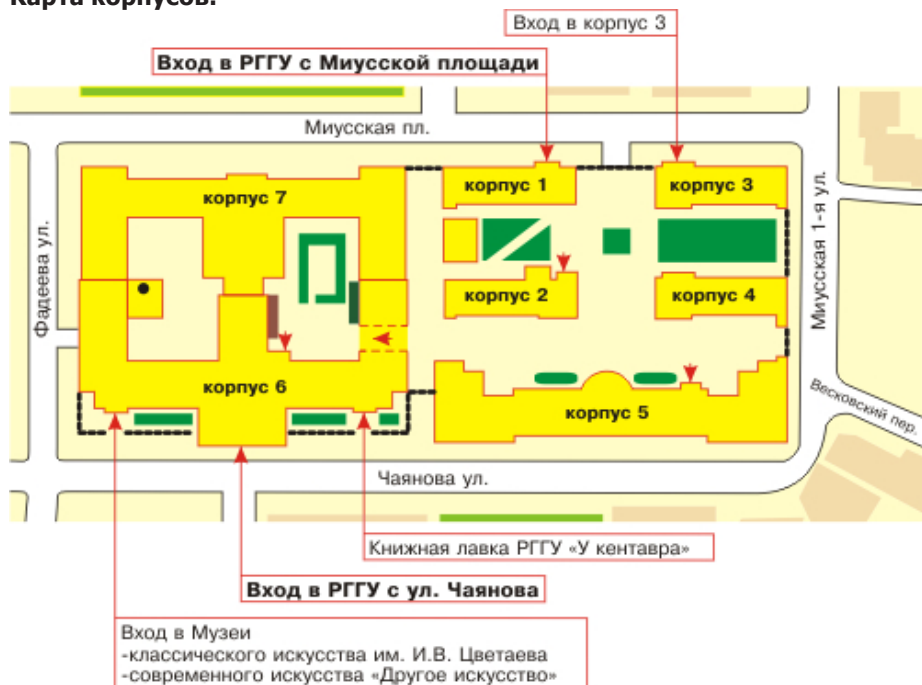 Карта корпусов.
Вход в корпус 3
Вход в РГГУ с Миусской площади
Миусская пл.
корпус 7
корпус 1
корпус 3
Фадеева ул.
Миусская 1-я ул.
корпус 2
корпус 4
корпус 6
корпус 5
Весковский пер.
Чаянова ул.
Книжная лавка РГГУ «У кентавра»
Вход в РГГУ с ул. Чаянова
Вход в Музеи
-классического искусства им. И.В. Цветаева
-современного искусства «Другое искусство»